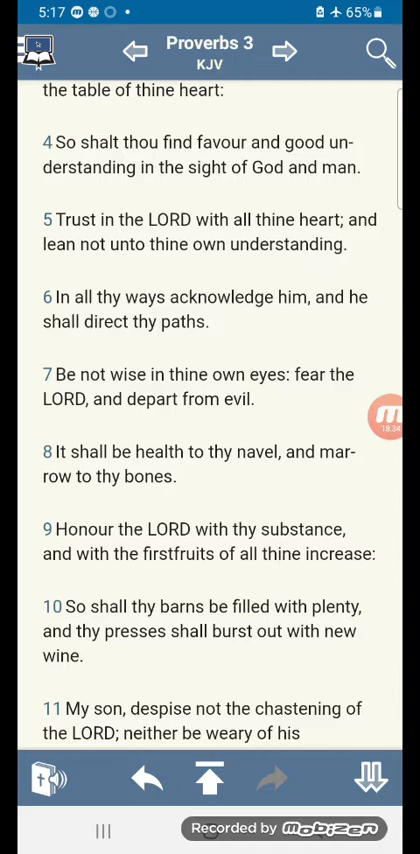 5:17
65%
Proverbs 3
KJV
the table of thine heart:
4 So shalt thou find favour and good un-
derstanding in the sight of God and man.
5 Trust in the LORD with all thine heart; and
lean not unto thine own understanding.
6 In all thy ways acknowledge him, and he
shall direct thy paths.
7 Be not wise in thine own eyes: fear the
LORD, and depart from evil.
8 It shall be health to thy navel, and mar-
row to thy bones.
9 Honour the LORD with thy substance,
and with the firstfruits of all thine increase:
10 So shall thy barns be filled with plenty,
and thy presses shall burst out with new
wine.
11 My son, despise not the chastening of
the LORD; neither be weary of his
18:34
Recorded by mobizen